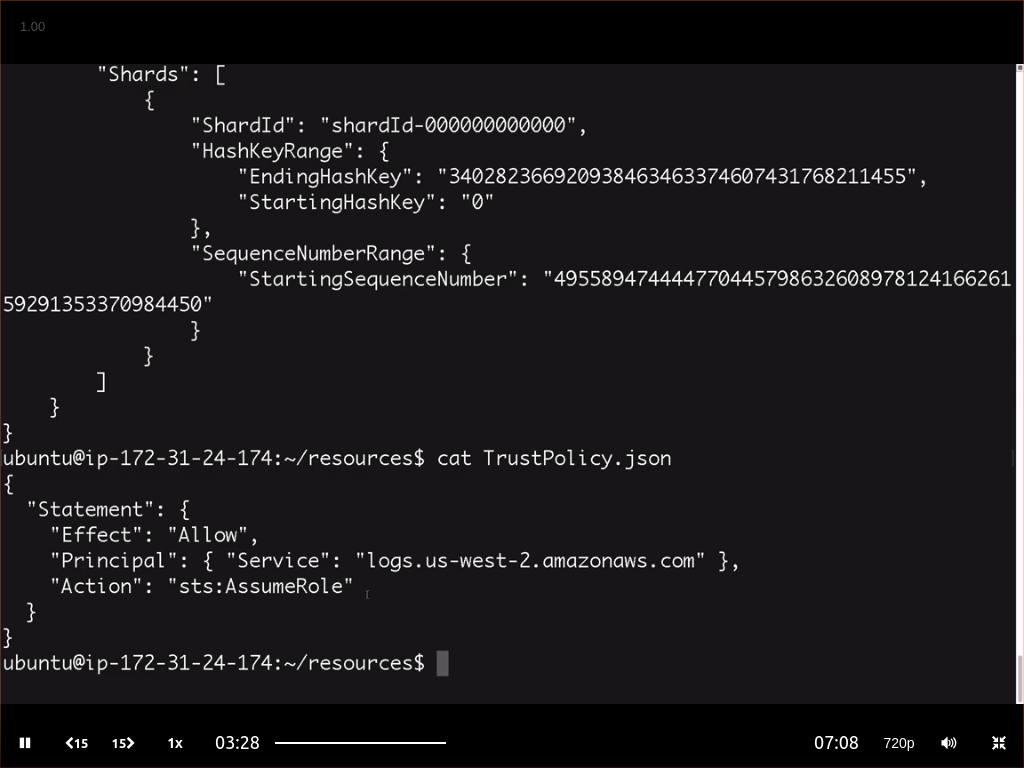 1.00
"Shards": [
{
"ShardId": "shardId-000000000000",
"HashKeyRange": {
"EndingHashKey": "340282366920938463463374607431768211455",
"StartingHashKey": "0"
},
"SequenceNumberRange": {
"StartingSequenceNumber": "495589474444770445798632608978124166261
592913533709844​50"
}
}
]
}
}
ubuntu@ip-172-31-24-174:~/resources$ cat TrustPolicy.json
{
"Statement": {
"Effect": "Allow",
"Principal": { "Service": "logs.us-west-2.amazonaws.com" },
"Action": "sts:AssumeRole"
}
}
ubuntu@ip-172-31-24-174:~/resources$
15 15 1x 03:28 07:08 720p